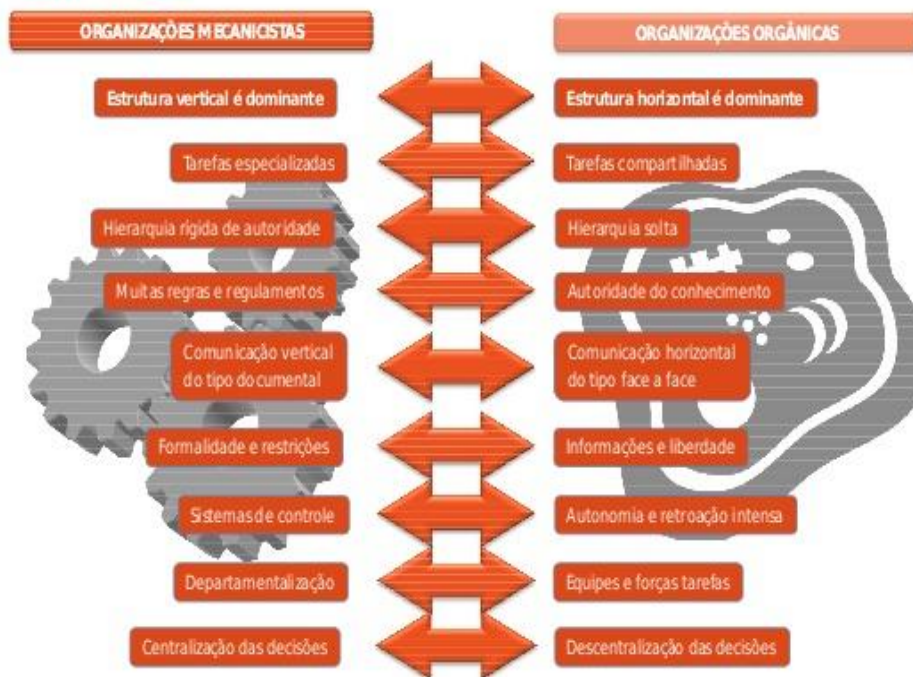 ORGANIZAÇÕES MECANICISTAS
ORGANIZAÇÕES ORGÂNICAS
Estrutura vertical é dominante
Estrutura horizontal é dominante
Tarefas especializadas
Tarefas compartilhadas
Hierarquia rígida de autoridade
Hierarquia solta
Muitas regras e regulamentos
Autoridade do conhecimento
Comunicação vertical
do tipo documental
Comunicação horizontal
do tipo face a face
Formalidade e restrições
Informações e liberdade
Sistemas de controle
Autonomia e retroação intensa
Departamentalização
Equipes e forças tarefas
Centralização das decisões
Descentralização das decisões